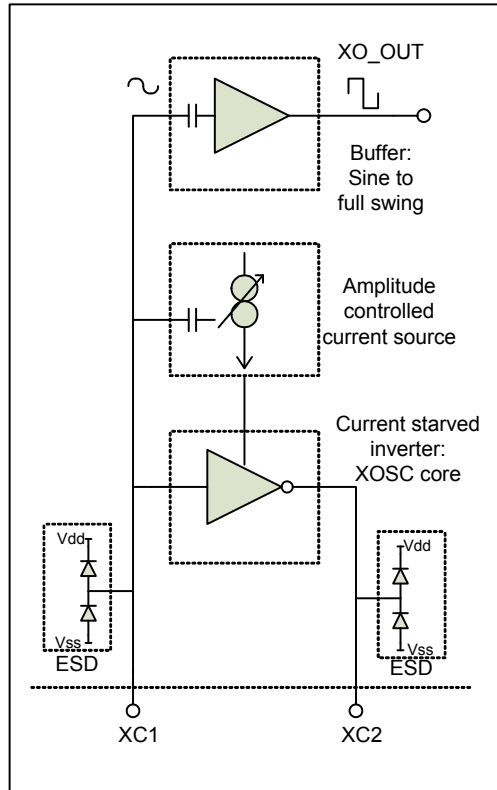 XO_OUT
Buffer:
Sine to
full swing
Amplitude
controlled
current source
Current starved
inverter:
XOSC core
Vdd
Vss
ESD
Vdd
Vss
ESD
XC1
XC2